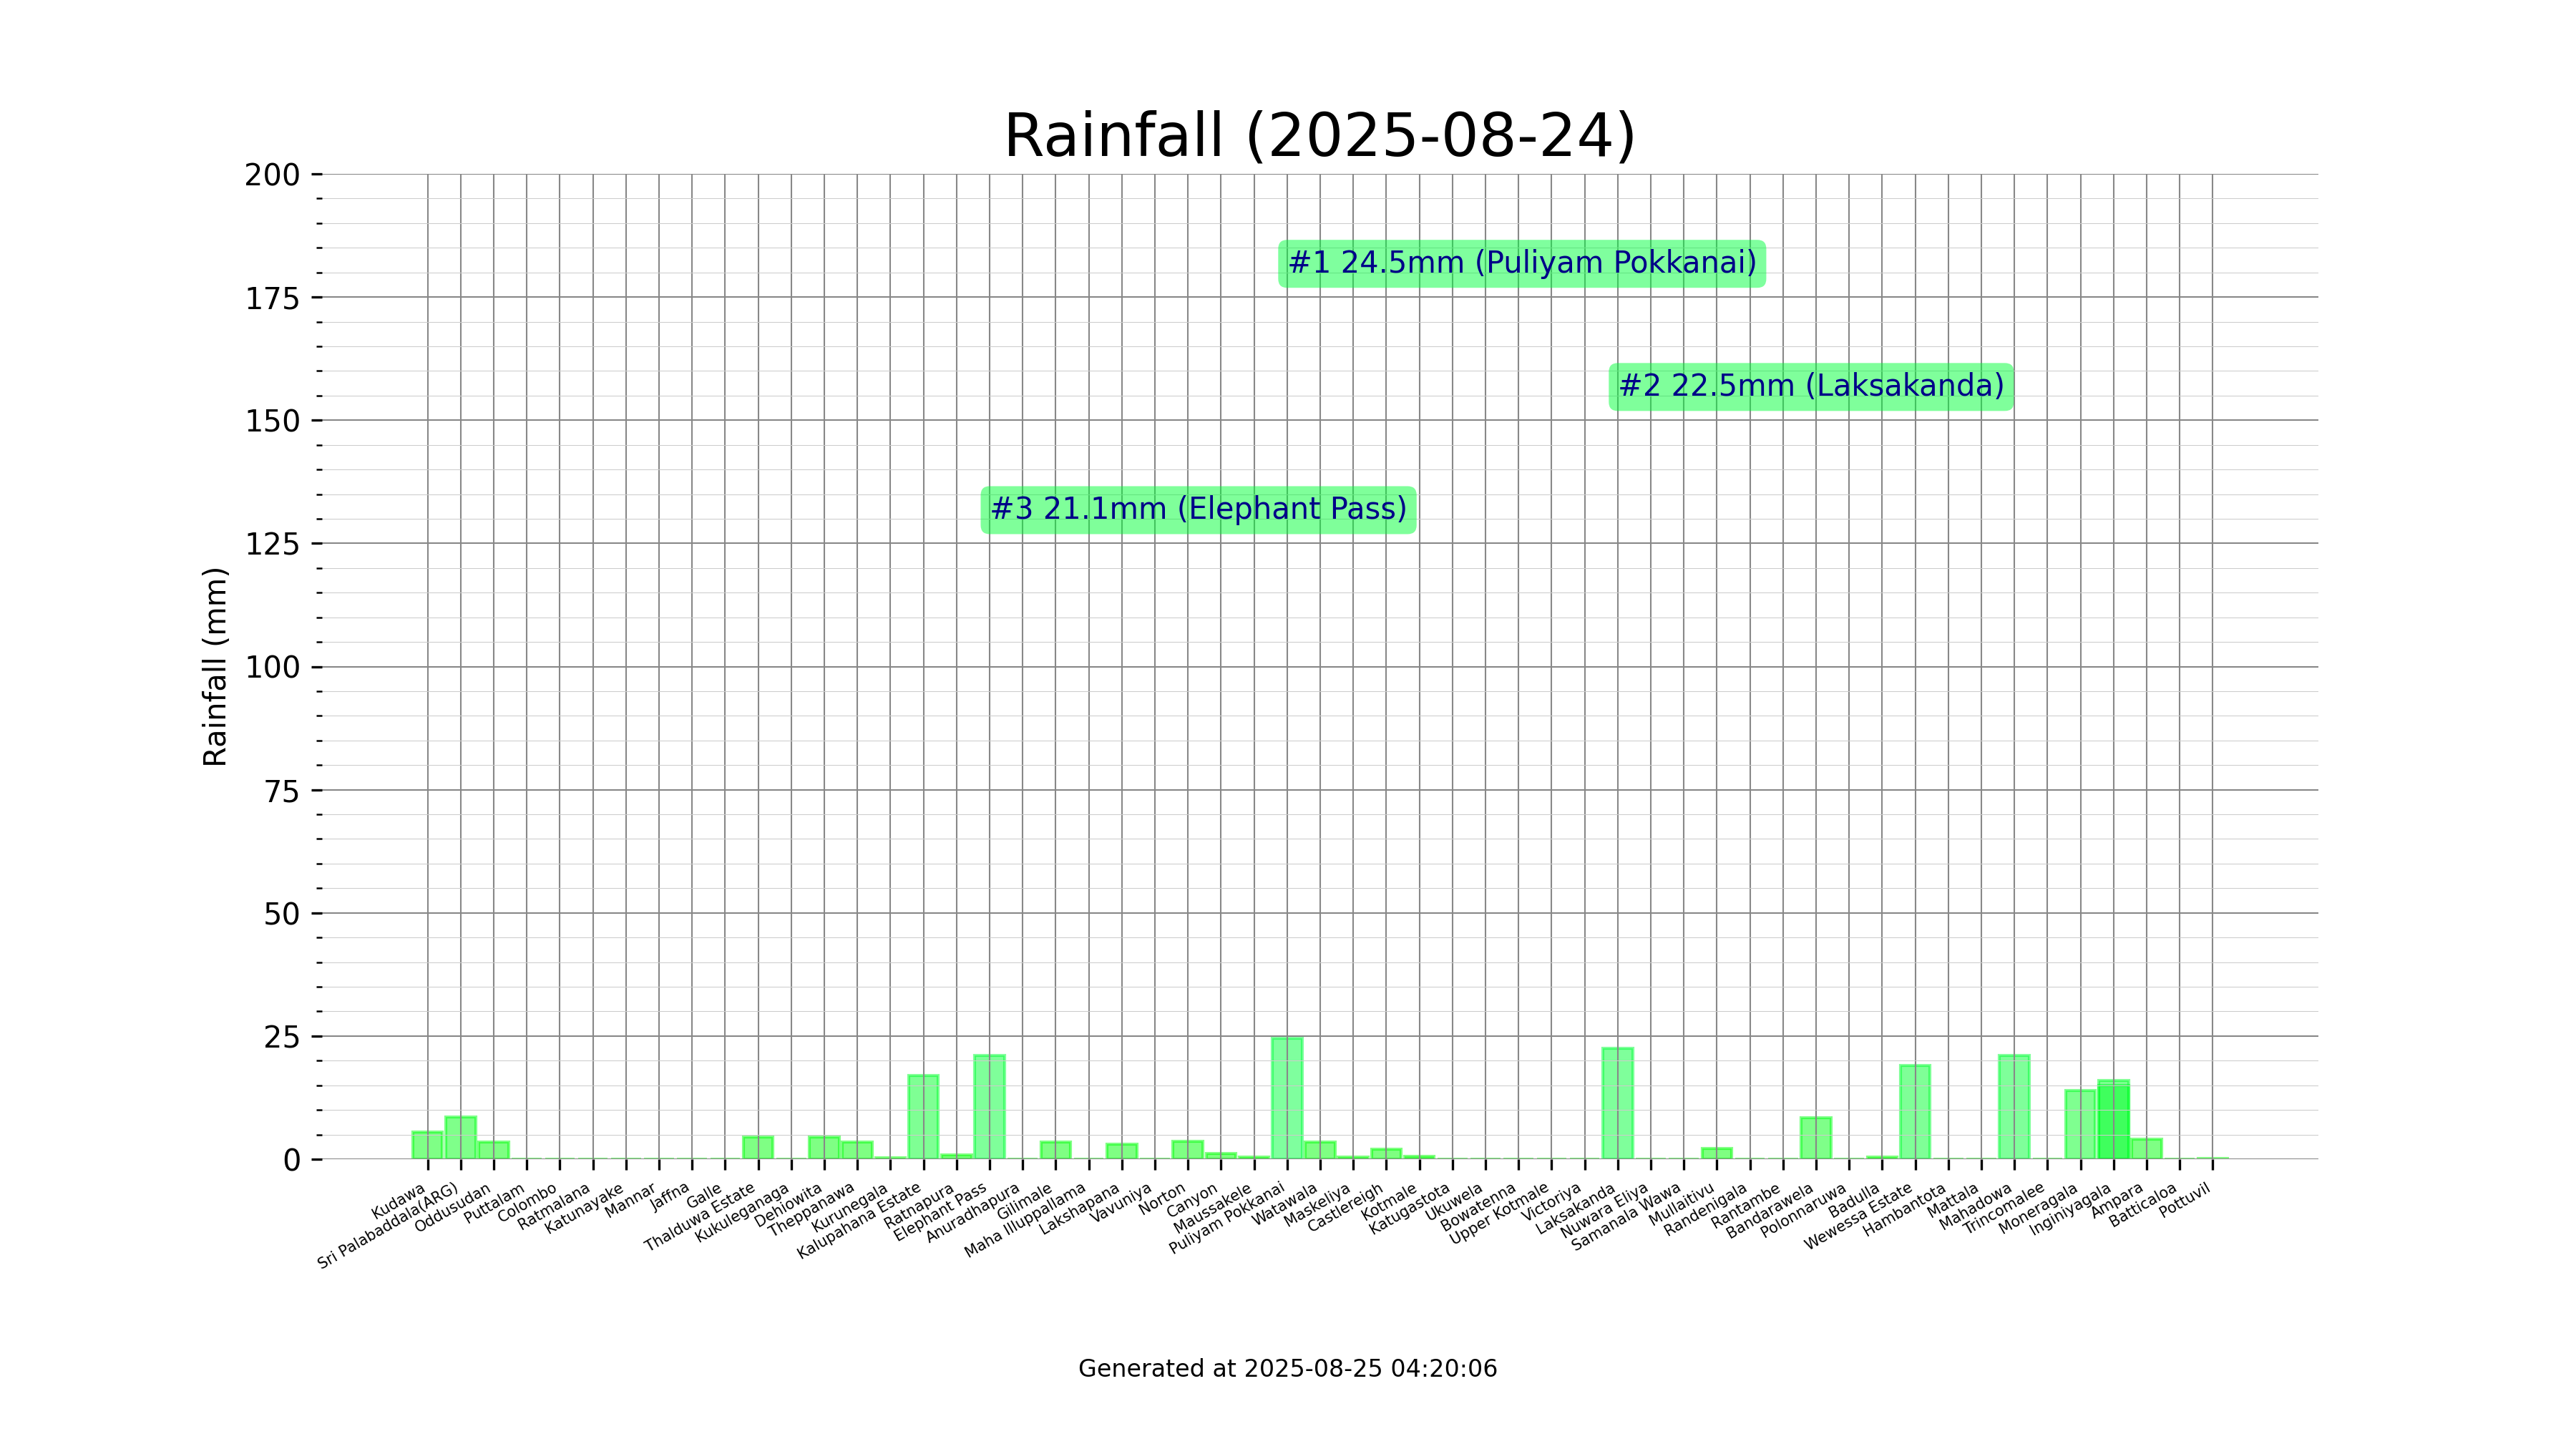 Rainfall (2025-08-24)
200
175
150
125
100
75
50
25
0
Rainfall (mm)
#1 24.5mm (Puliyam Pokkanai)
#2 22.5mm (Laksakanda)
#3 21.1mm (Elephant Pass)
Kudawa
Sri Palabaddala(ARG)
Oddusudan
Puttalam
Colombo
Ratmalana
Katunayake
Mannar
Jaffna
Galle
Thalduwa Estate
Kukuleganaga
Dehiowita
Theppanawa
Kurunegala
Kalupahana Estate
Ratnapura
Elephant Pass
Anuradhapura
Gilimale
Maha Illuppallama
Lakshapana
Vavuniya
Norton
Canyon
Maussakele
Puliyam Pokkanai
Watawala
Maskeliya
Castlereigh
Kotmale
Katugastota
Ukuwela
Bowatenna
Upper Kotmale
Victoriya
Laksakanda
Nuwara Eliya
Samanala Wawa
Mullaitivu
Randenigala
Rantambe
Bandarawela
Polonnaruwa
Badulla
Wewessa Estate
Hambantota
Mattala
Mahadowa
Trincomalee
Moneragala
Inginiyagala
Ampara
Batticaloa
Pottuvil
Generated at 2025-08-25 04:20:06